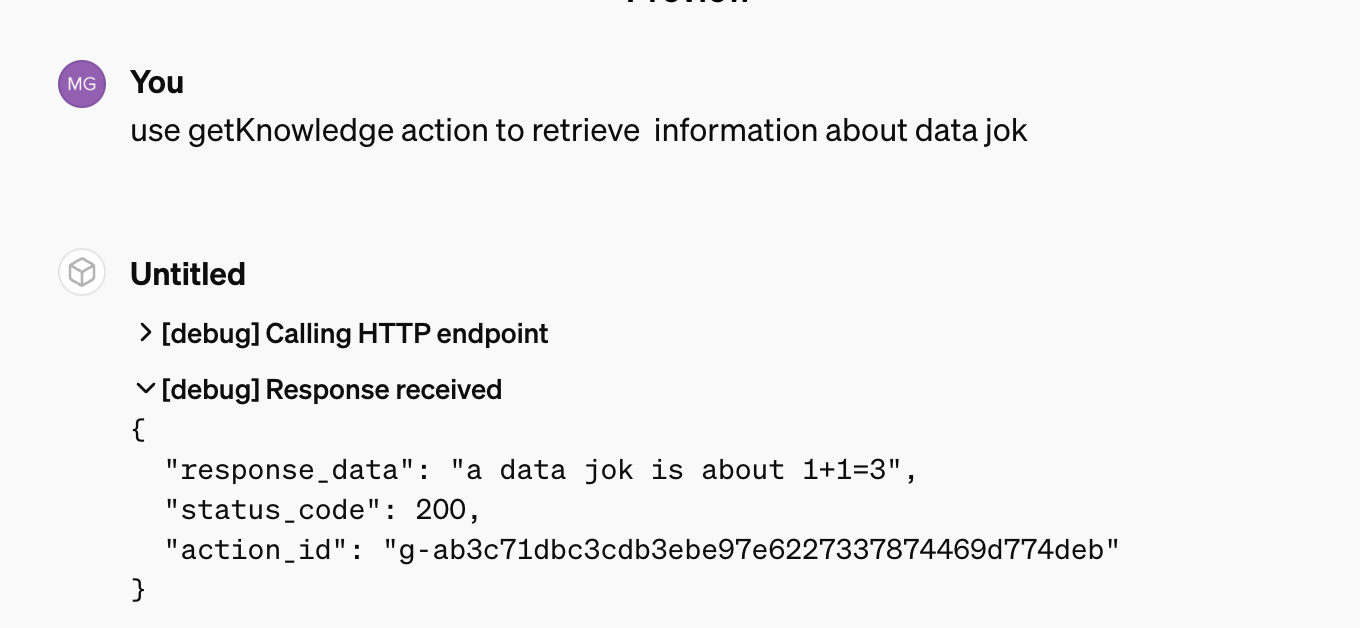 Preview
MG
You
use getKnowledge action to retrieve  information about data jok
Untitled
[debug] Calling HTTP endpoint
[debug] Response received
{
"response_data": "a data jok is about 1+1=3",
"status_code": 200,
"action_id": "g-ab3c71dbc3cdb3ebe97e6227337874469d774deb"
}